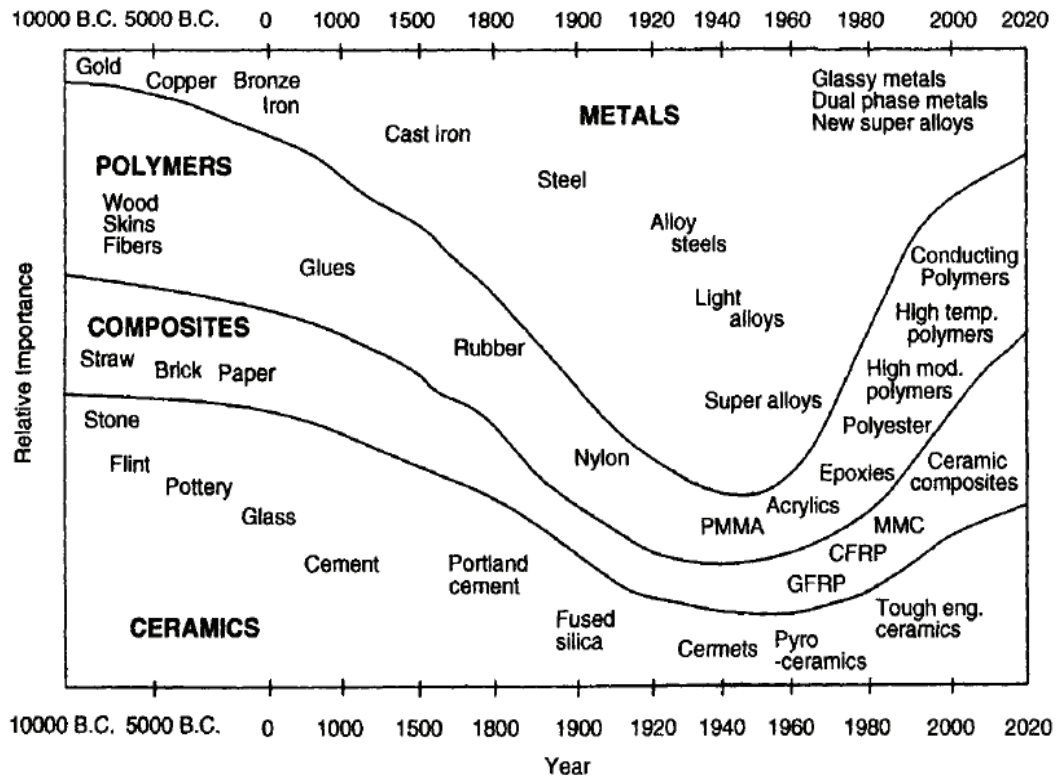 10000 B.C. 5000 B.C. 0 1000 1500 1800 1900 1920 1940 1960 1980 2000 2020
Gold
Copper
Bronze
Iron
Cast iron
METALS
Glassy metals
Dual phase metals
New super alloys
POLYMERS
Wood
Skins
Fibers
Steel
Alloy
steels
Glues
Light
alloys
Conducting
Polymers
High temp.
polymers
COMPOSITES
Straw
Brick
Paper
Rubber
Super alloys
High mod.
polymers
Polyester
Stone
Flint
Pottery
Glass
Nylon
Epoxies
Acrylics
PMMA
Ceramic
composites
MMC
CFRP
GFRP
Cement
Portland
cement
CERAMICS
Fused
silica
Cermets
Pyro
-ceramics
Tough eng.
ceramics
Relative Importance
10000 B.C. 5000 B.C. 0 1000 1500 1800 1900 1920 1940 1960 1980 2000 2020
Year